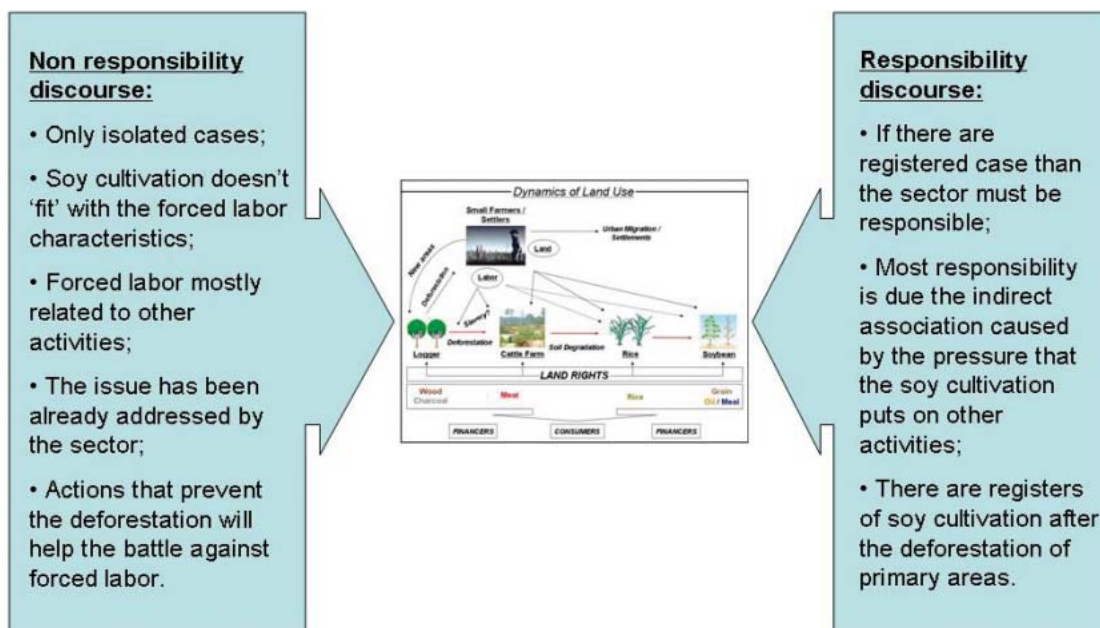 Non responsibility
discourse:
• Only isolated cases;
• Soy cultivation doesn't
'fit' with the forced labor
characteristics;
• Forced labor mostly
related to other
activities;
• The issue has been
already addressed by
the sector;
• Actions that prevent
the deforestation will
help the battle against
forced labor.
Dynamics of Land Use
Small Farmers /
Settlers
Urban Migration /
Settlements
Land
New areas
Deforestation
Labor
Slavery?
Deforestation
Soil Degradation
Logger
Cattle Farm
Rice
Soybean
LAND RIGHTS
Wood
Charcoal
Meat
Rice
Grain
Oil / Meal
FINANCERS
CONSUMERS
FINANCERS
Responsibility
discourse:
• If there are
registered case than
the sector must be
responsible;
• Most responsibility
is due the indirect
association caused
by the pressure that
the soy cultivation
puts on other
activities;
• There are registers
of soy cultivation after
the deforestation of
primary areas.